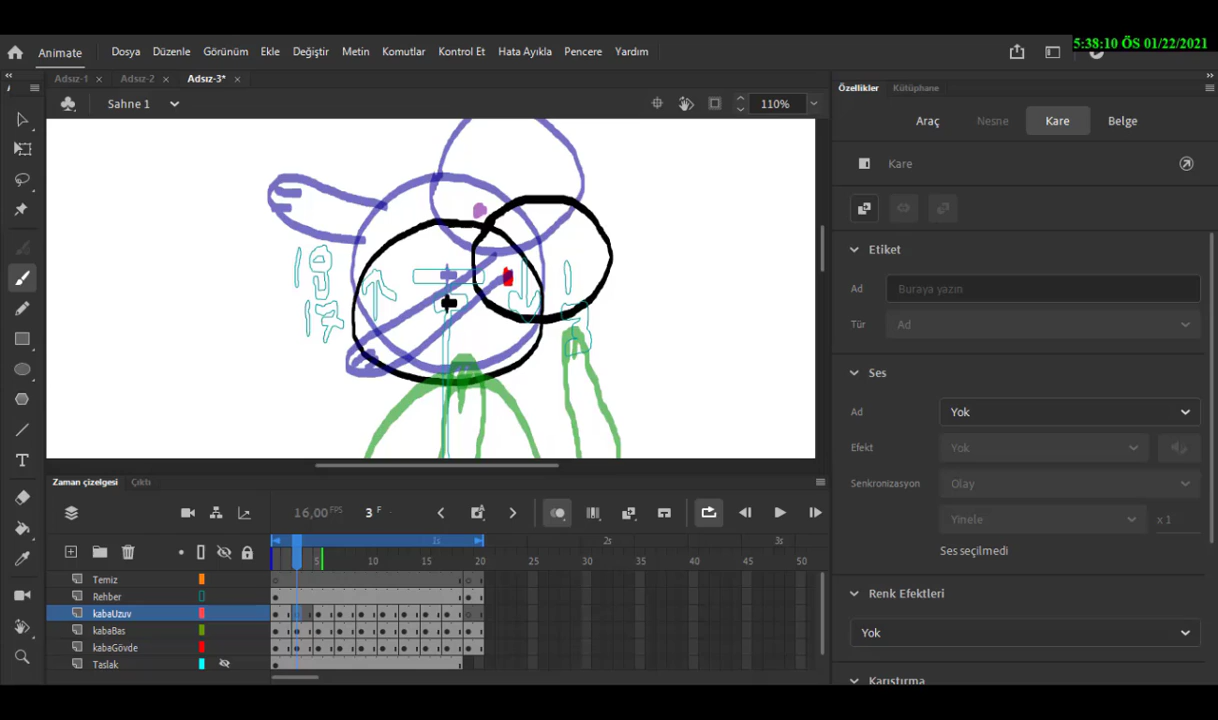 5:38:10 ÖS 01/22/2021
Animate Dosya Düzenle Görünüm Ekle Değiştir Metin Komutlar Kontrol Et Hata Ayıkla Pencere Yardım
Adsız-1 × Adsız-2 × Adsız-3* ×
Sahne 1 110%
Özellikler Kütüphane
Araç Nesne Kare Belge
Kare
Etiket
Ad Buraya yazın
Tür Ad
Ses
Ad Yok
Efekt Yok
Senkronizasyon Olay
Yinele x 1
Ses seçilmedi
Renk Efektleri
Yok
Karıştırma
18
17
Zaman çizelgesi Çıktı
16,00 FPS 3 F
1s 2s 3s
5 10 15 20 25 30 35 40 45 50
Temiz
Rehber
kabaUzuv
kabaBas
kabaGövde
Taslak